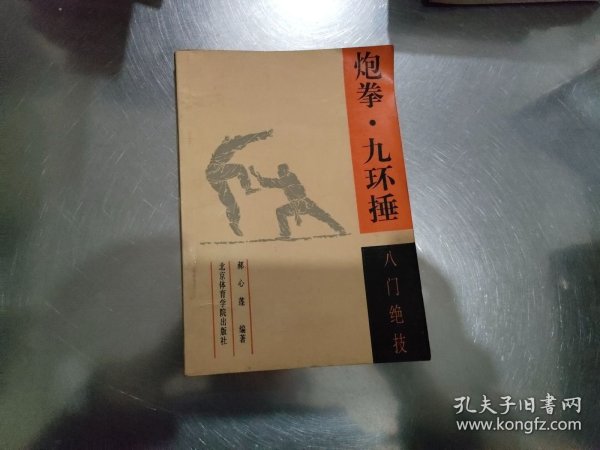 炮拳·九环捶
八门绝技
郝心莲 编著
北京体育学院出版社
孔夫子旧书网
www.kongfz.com